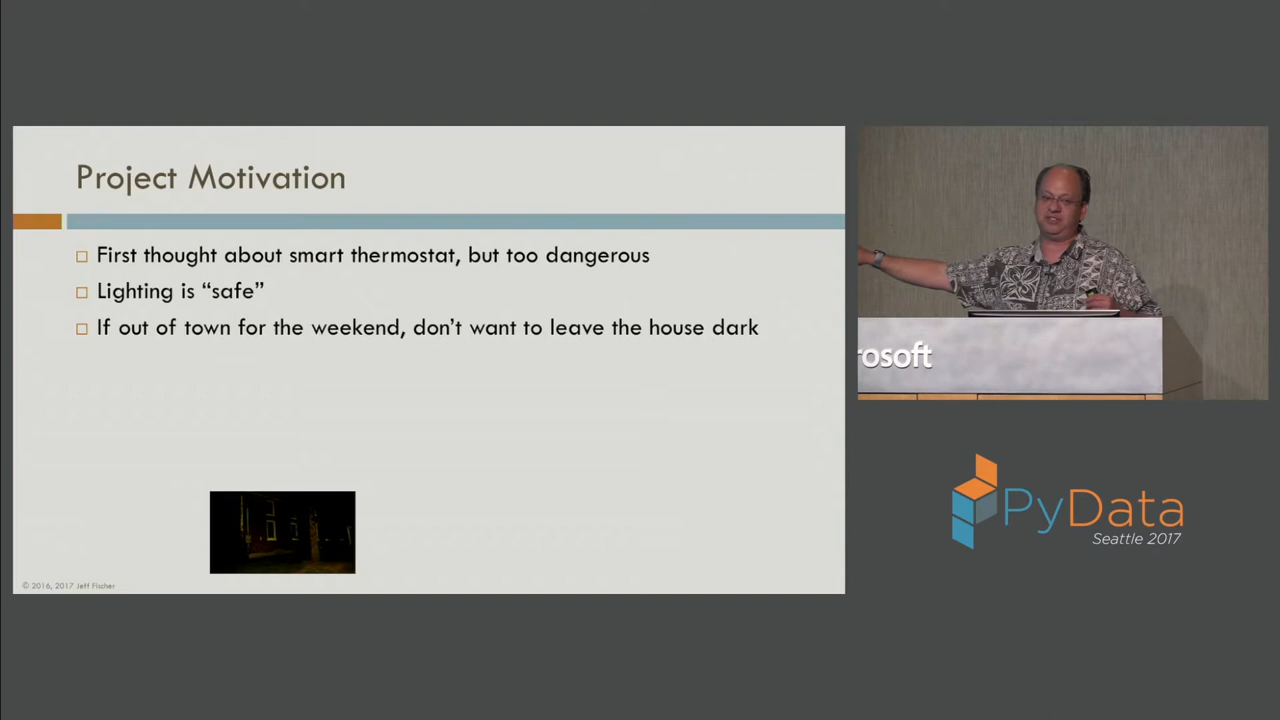 Project Motivation
First thought about smart thermostat, but too dangerous
Lighting is “safe”
If out of town for the weekend, don’t want to leave the house dark
© 2016, 2017 Jeff Fischer
rosoft
PyData
Seattle 2017